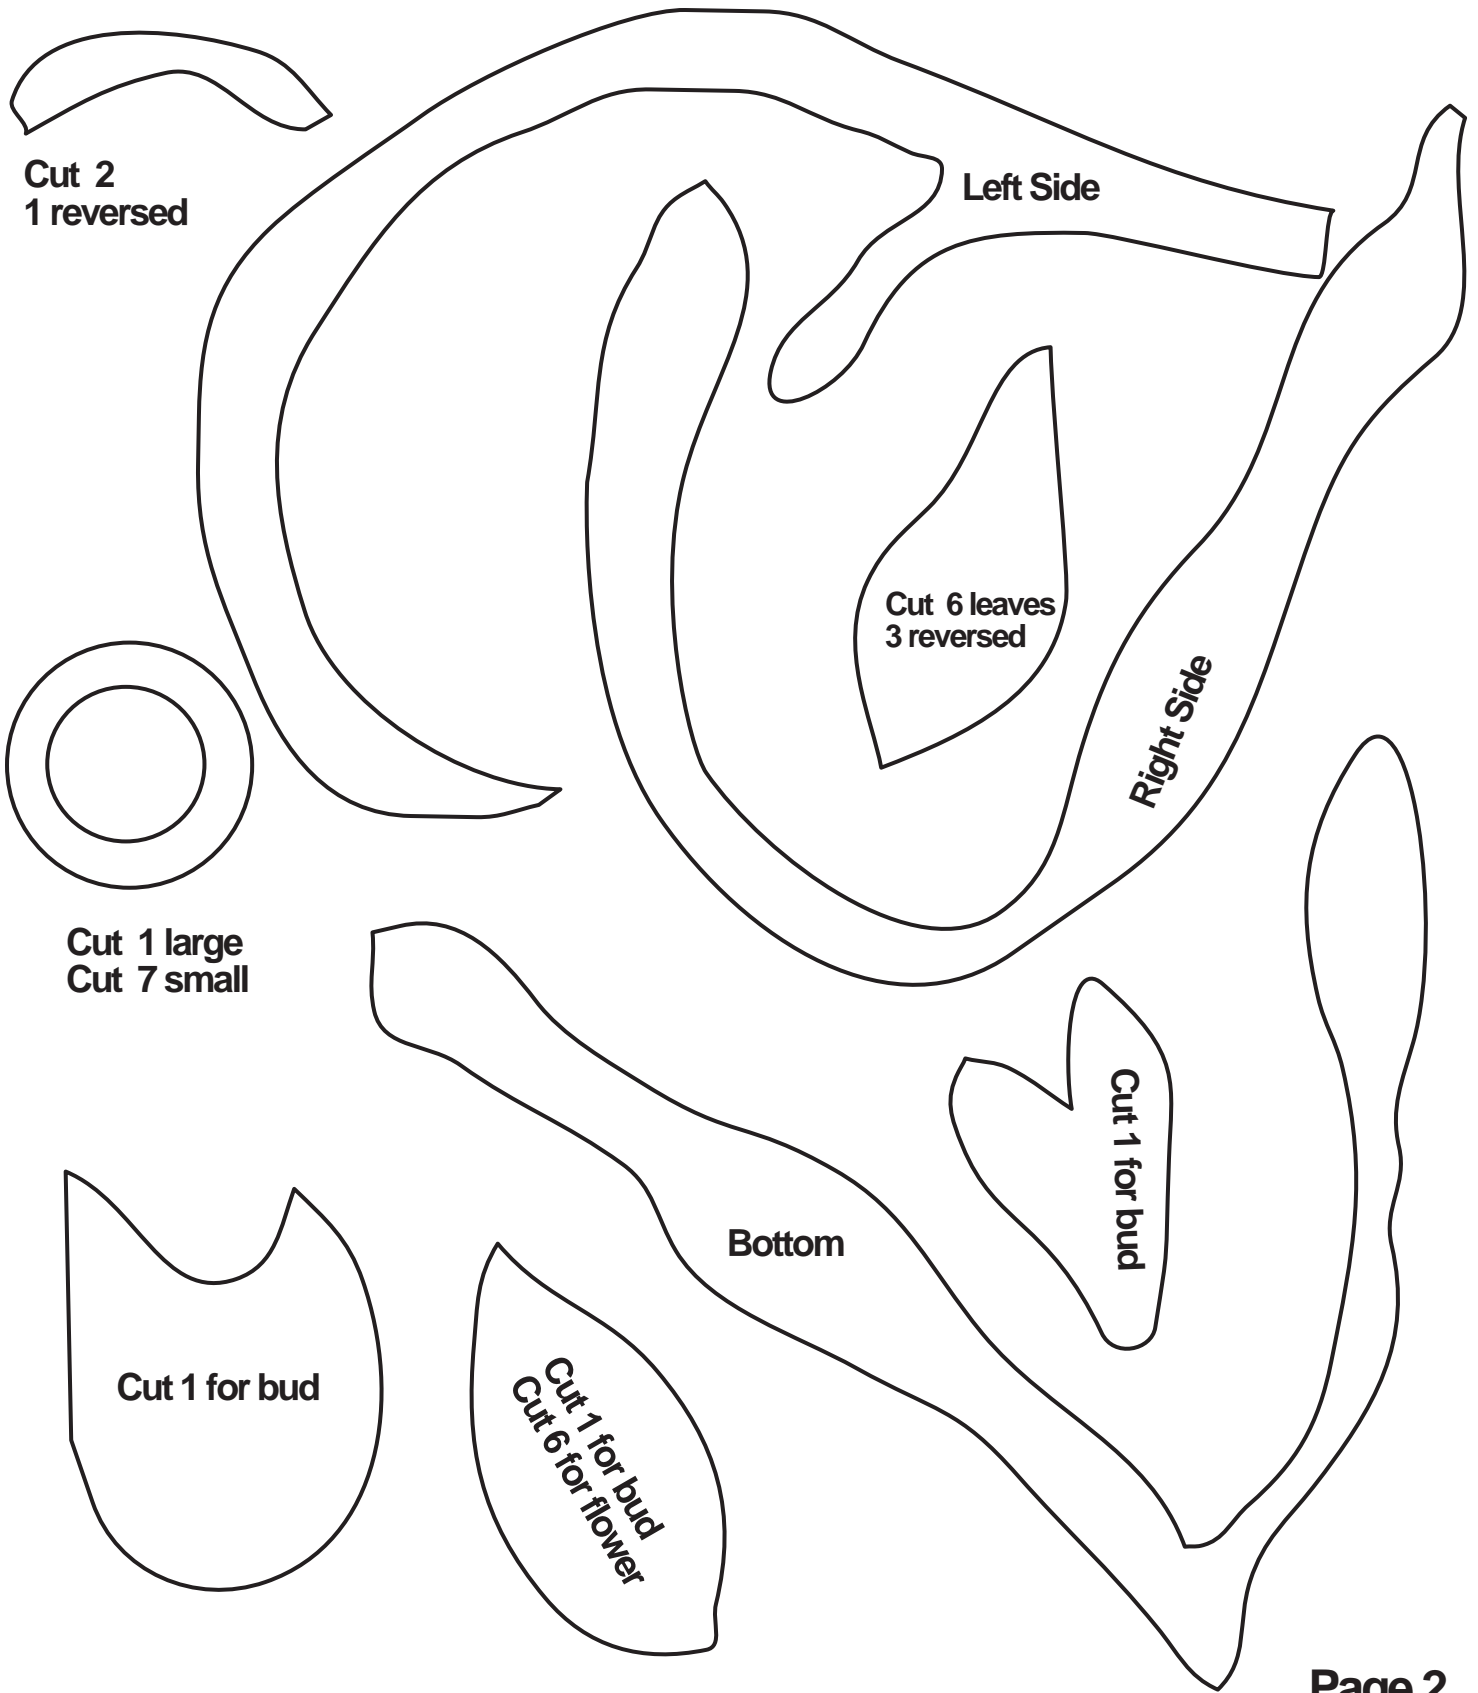 Cut 2
1 reversed
Left Side
Cut 6 leaves
3 reversed
Right Side
Cut 1 large
Cut 7 small
Cut 1 for bud
Bottom
Cut 1 for bud
Cut 1 for bud
Cut 6 for flower
Page 2